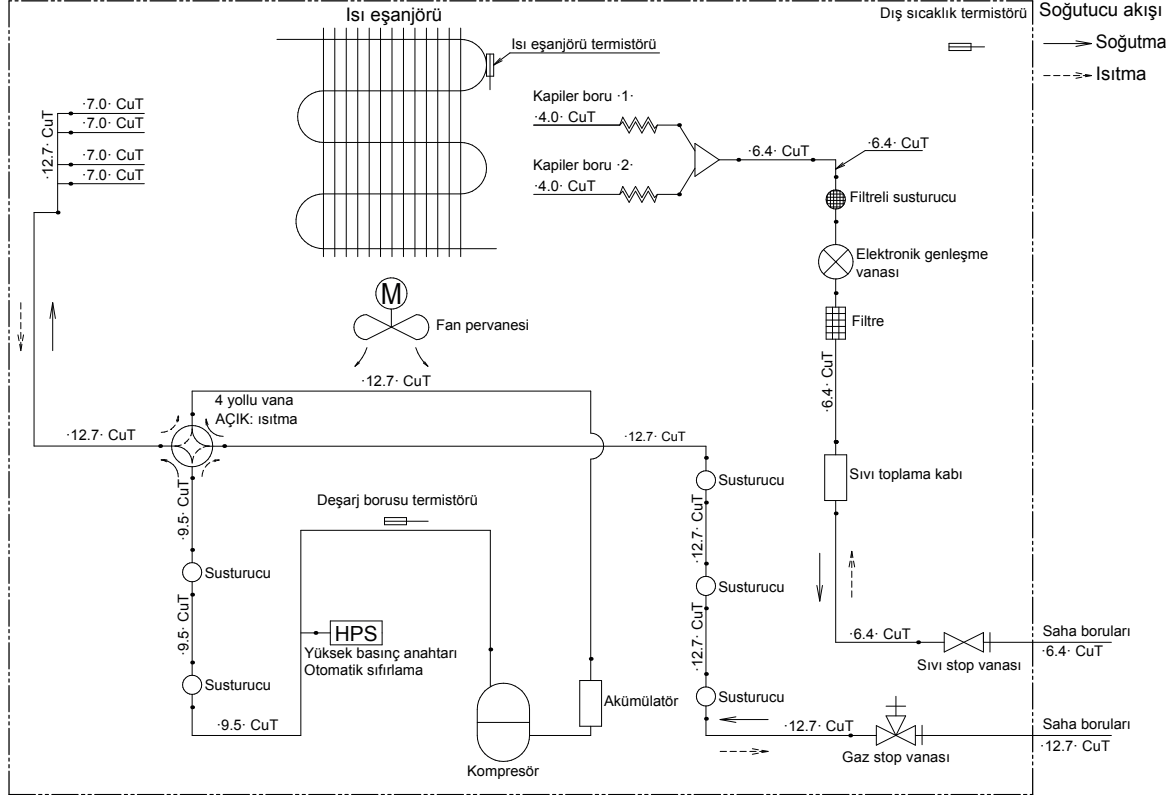 Isı eşanjörü
Dış sıcaklık termistörü
Soğutucu akışı
Soğutma
Isıtma
Isı eşanjörü termistörü
·7.0· CuT
·7.0· CuT
·7.0· CuT
·7.0· CuT
·12.7· CuT
Kapiler boru ·1·
·4.0· CuT
Kapiler boru ·2·
·4.0· CuT
·6.4· CuT
·6.4· CuT
Filtreli susturucu
Elektronik genleşme
vanası
Filtre
·6.4· CuT
M
Fan pervanesi
·12.7· CuT
4 yollu vana
AÇIK: ısıtma
·12.7· CuT
·12.7· CuT
Susturucu
Sıvı toplama kabı
·9.5· CuT
Deşarj borusu termistörü
·12.7· CuT
Susturucu
Susturucu
·9.5· CuT
HPS
Yüksek basınç anahtarı
Otomatik sıfırlama
·12.7· CuT
·6.4· CuT
Sıvı stop vanası
Saha boruları
·6.4· CuT
Susturucu
·9.5· CuT
Kompresör
Akümülatör
Susturucu
·12.7· CuT
Gaz stop vanası
Saha boruları
·12.7· CuT